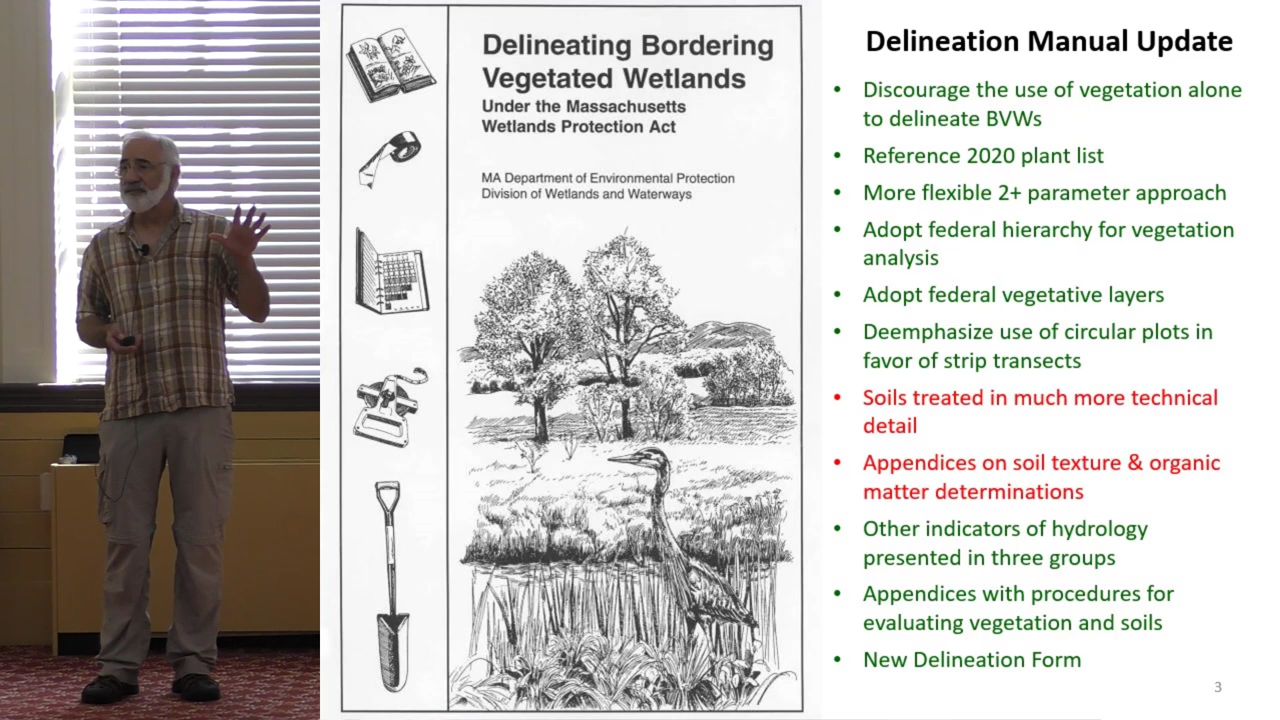 Delineating Bordering
Vegetated Wetlands
Under the Massachusetts
Wetlands Protection Act
MA Department of Environmental Protection
Division of Wetlands and Waterways
Delineation Manual Update
• Discourage the use of vegetation alone
to delineate BVWs
• Reference 2020 plant list
• More flexible 2+ parameter approach
• Adopt federal hierarchy for vegetation
analysis
• Adopt federal vegetative layers
• Deemphasize use of circular plots in
favor of strip transects
• Soils treated in much more technical
detail
• Appendices on soil texture & organic
matter determinations
• Other indicators of hydrology
presented in three groups
• Appendices with procedures for
evaluating vegetation and soils
• New Delineation Form
3